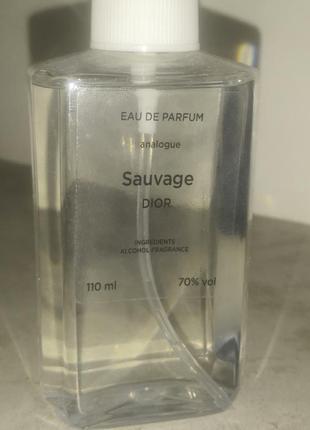 EAU DE PARFUM
analogue
Sauvage
DIOR
INGREDIENTS
ALCOHOL/FRAGRANCE
110 ml 70% vol